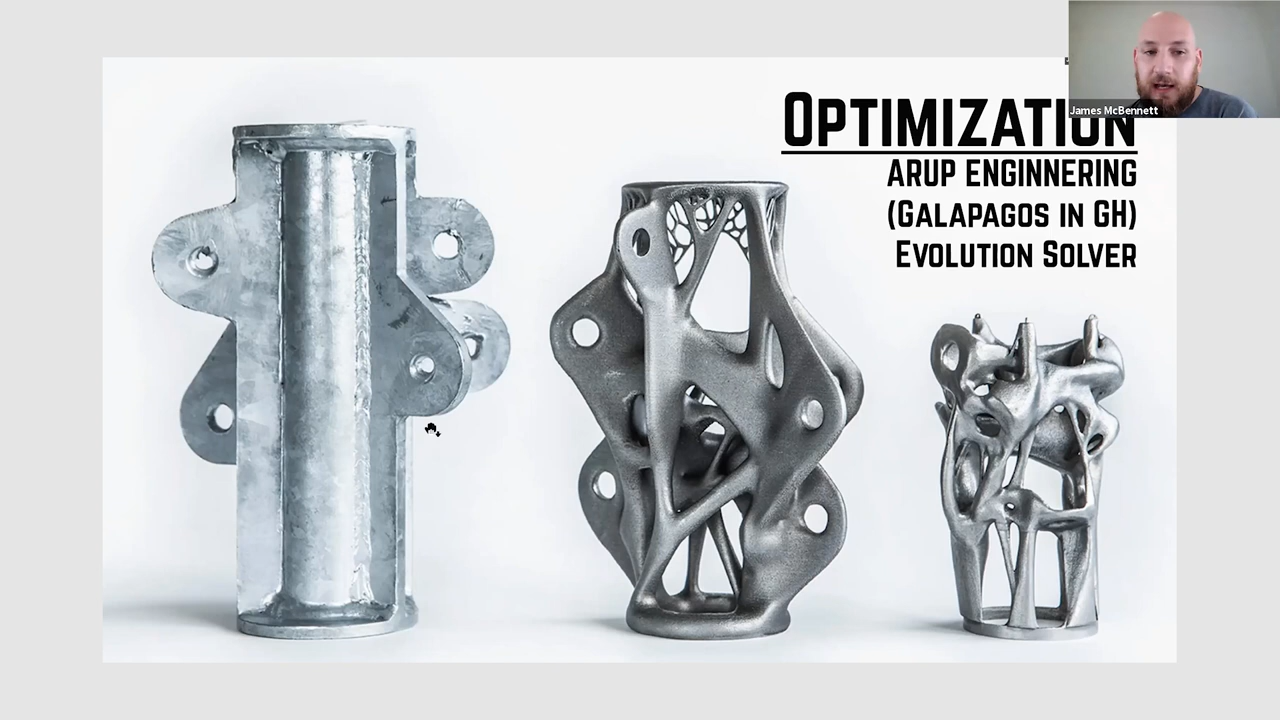 OPTIMIZATION
ARUP ENGINNERING
(GALAPAGOS IN GH)
EVOLUTION SOLVER
James McBennett